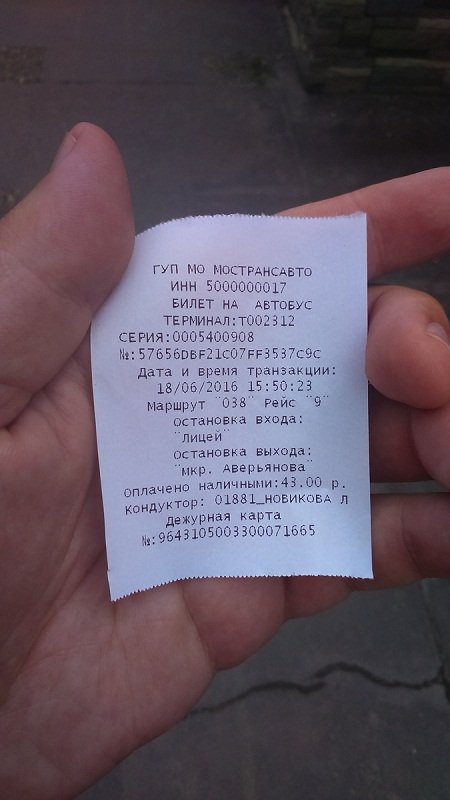 ГУП МО МОСТРАНСАВТО
ИНН 5000000017
БИЛЕТ НА АВТОБУС
ТЕРМИНАЛ:Т002312
СЕРИЯ:0005400908
№:57656DBF21C07FF3537C9C
Дата и время транзакции:
18/06/2016 15:50:23
Маршрут "038" Рейс "9"
Остановка входа:
"Лицей"
Остановка выхода:
"мкр. Аверьянова"
Оплачено наличными:43.00 р.
Кондуктор: 01881_НОВИКОВА Л
Дежурная карта
№:9643105003300071665